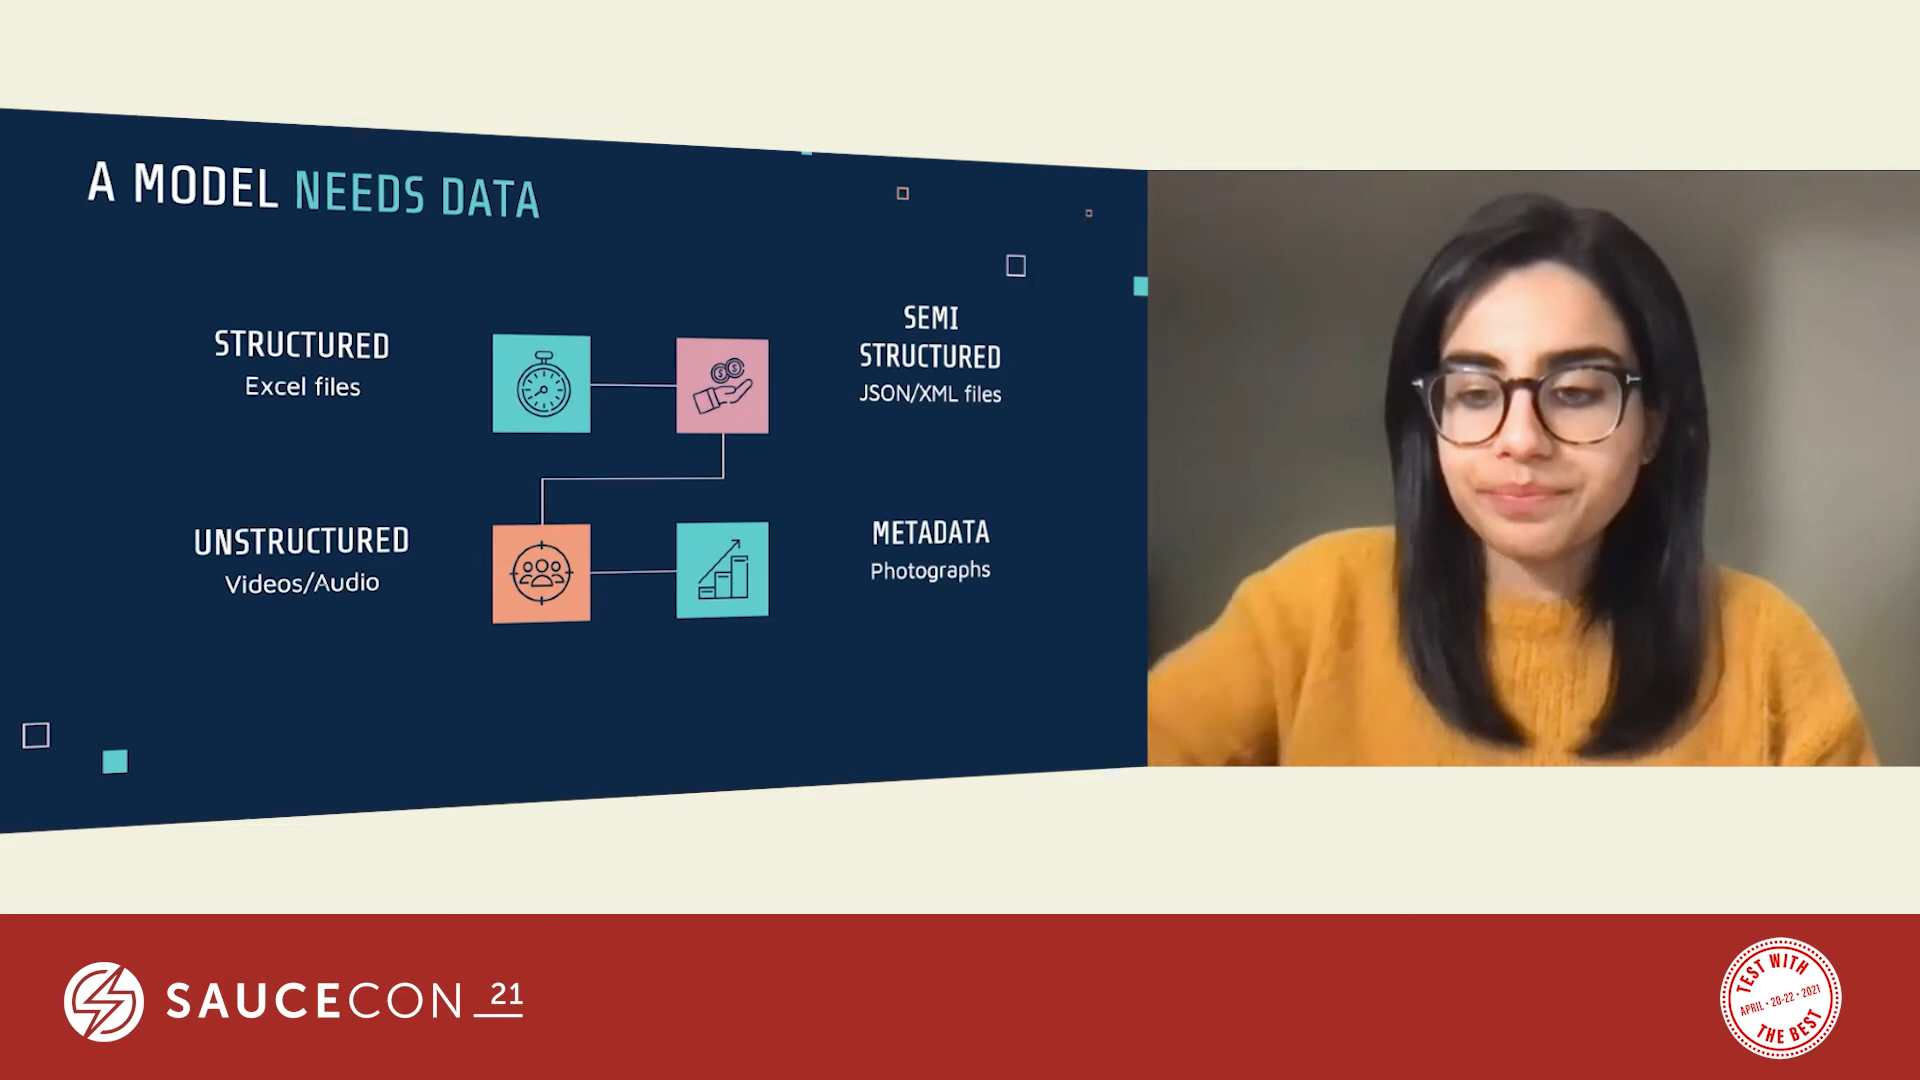 A MODEL NEEDS DATA
STRUCTURED
Excel files
SEMI
STRUCTURED
JSON/XML files
UNSTRUCTURED
Videos/Audio
METADATA
Photographs
SAUCECON 21
TEST WITH
APRIL • 20-22 • 2021
THE BEST